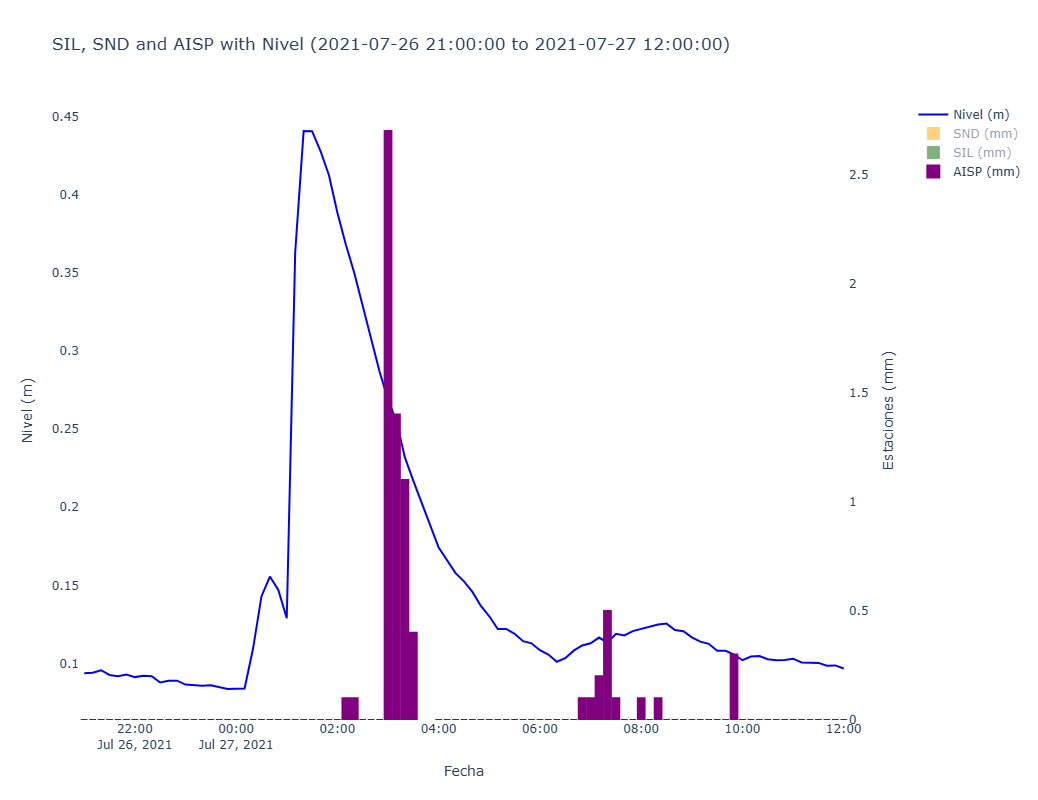 SIL, SND and AISP with Nivel (2021-07-26 21:00:00 to 2021-07-27 12:00:00)
Nivel (m)
SND (mm)
SIL (mm)
AISP (mm)
0.45
0.4
0.35
0.3
0.25
0.2
0.15
0.1
Nivel (m)
2.5
2
1.5
1
0.5
0
Estaciones (mm)
22:00 00:00 02:00 04:00 06:00 08:00 10:00 12:00
Jul 26, 2021 Jul 27, 2021
Fecha